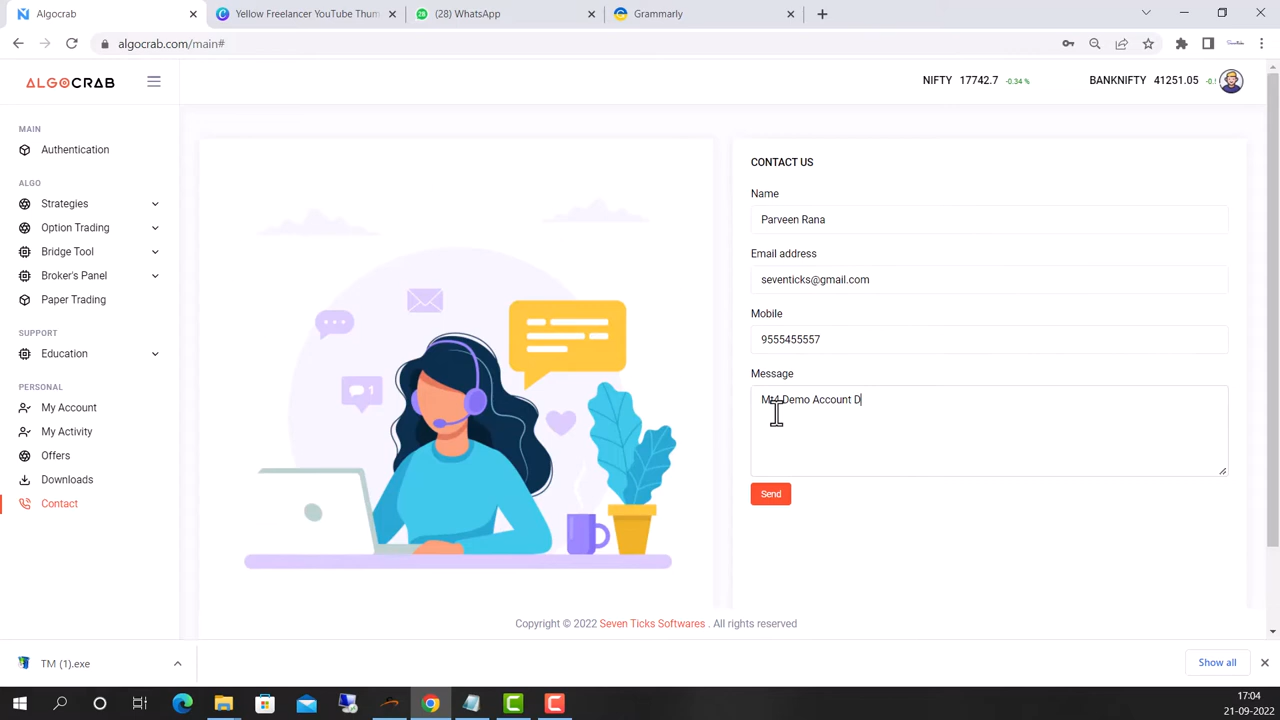 Algocrab
Yellow Freelancer YouTube Thum
(28) WhatsApp
Grammarly
algocrab.com/main#
ALGOCRAB
NIFTY 17742.7 -0.34 %
BANKNIFTY 41251.05 -0.!
MAIN
Authentication
ALGO
Strategies
Option Trading
Bridge Tool
Broker's Panel
Paper Trading
SUPPORT
Education
PERSONAL
My Account
My Activity
Offers
Downloads
Contact
1
CONTACT US
Name
Parveen Rana
Email address
seventicks@gmail.com
Mobile
9555455557
Message
Mt4 Demo Account D
Send
Copyright © 2022 Seven Ticks Softwares . All rights reserved
TM (1).exe
Show all
17:04
21-09-2022